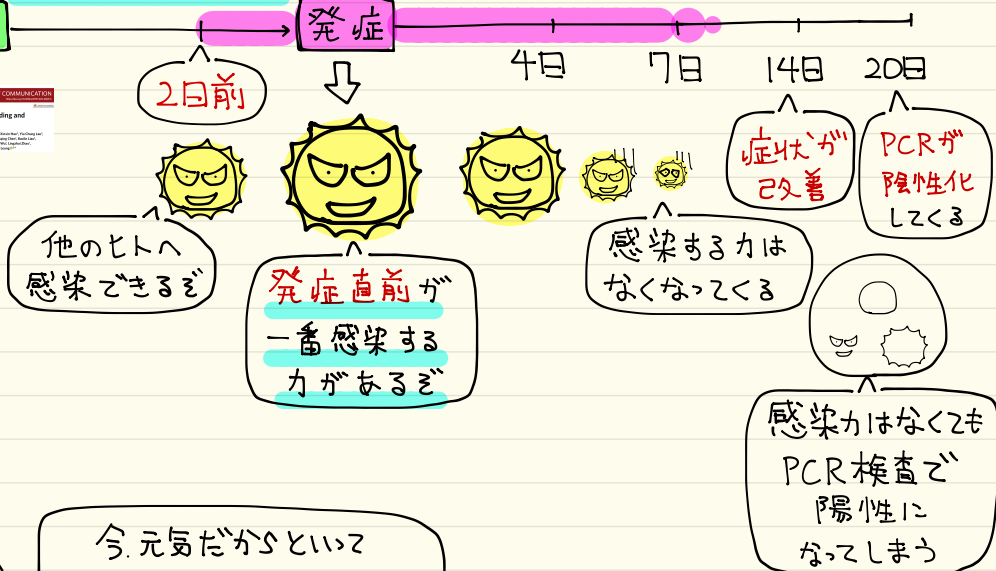 発症
2日前
4日
7日
14日
20日
COMMUNICATION
ding and
症状が
改善
PCRが
陰性化
してくる
他のヒトへ
感染できるぞ
発症直前が
一番感染する
力があるぞ
感染する力は
なくなってくる
感染力はなくても
PCR検査で
陽性に
なってしまう
今.元気だからといって